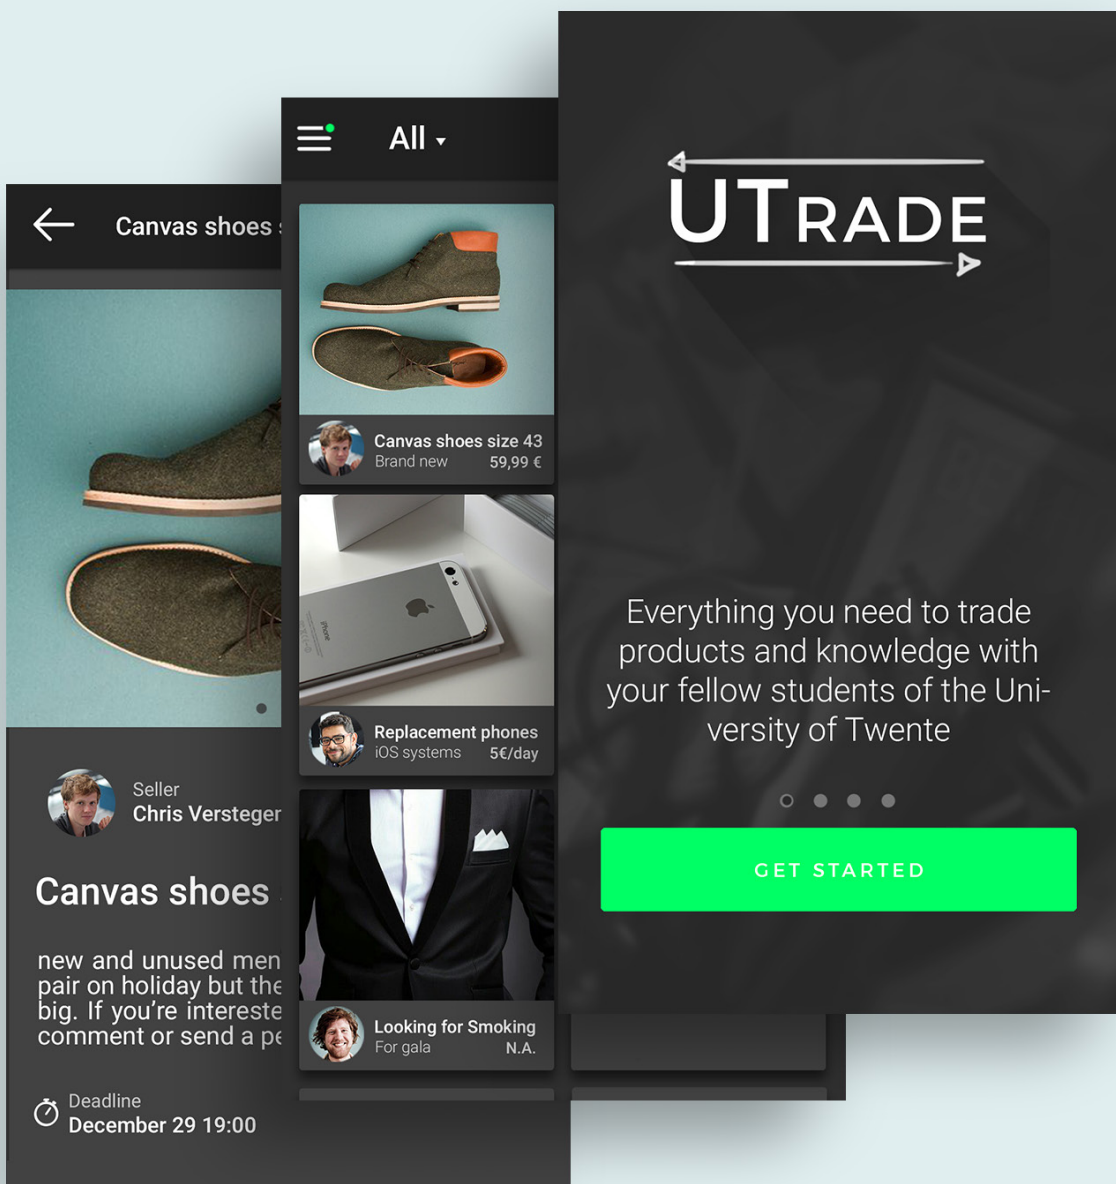 UTRADE
Everything you need to trade
products and knowledge with
your fellow students of the Uni-
versity of Twente
GET STARTED
All
Canvas shoes size 43
Brand new 59,99 €
iPhone
Replacement phones
iOS systems 5€/day
Looking for Smoking
For gala N.A.
Canvas shoes
Seller
Chris Versteger
Canvas shoes
new and unused men
pair on holiday but the
big. If you're intereste
comment or send a pe
Deadline
December 29 19:00